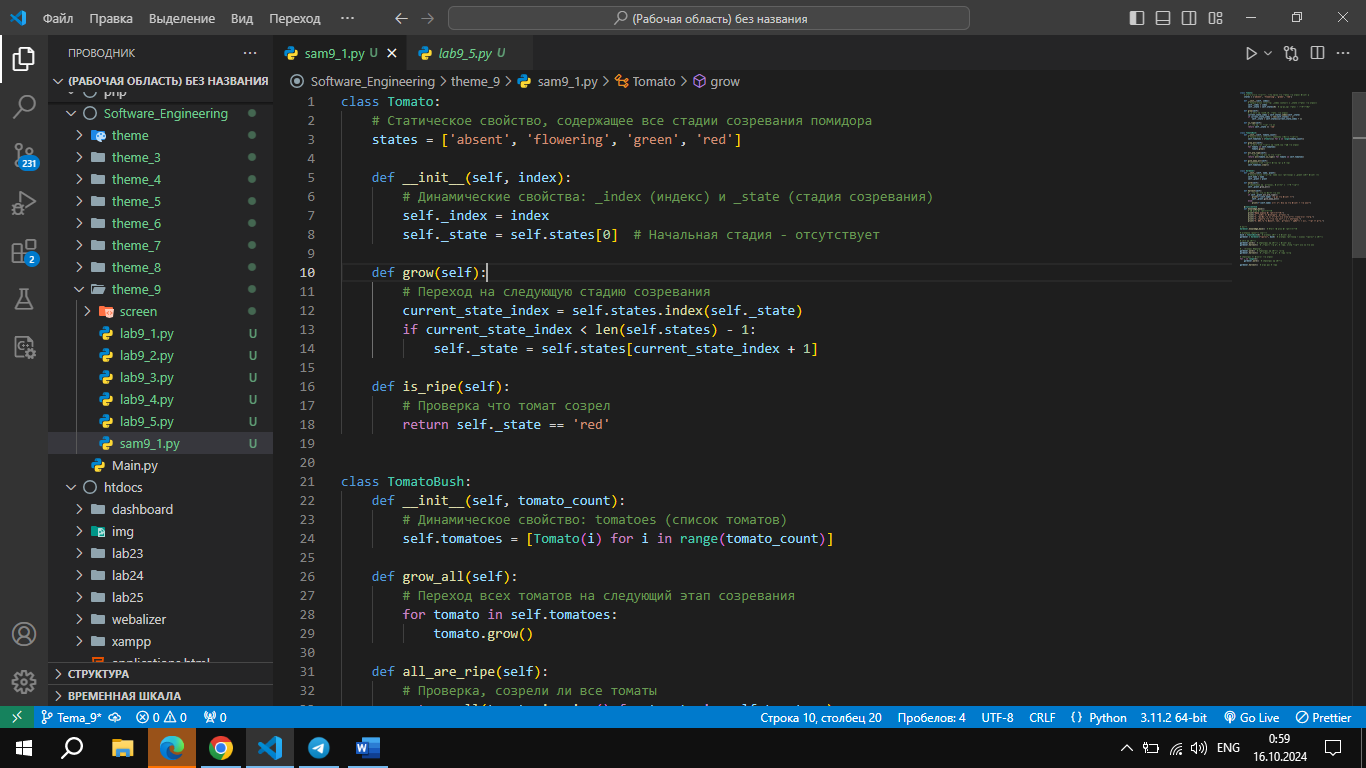 Файл Правка Выделение Вид Переход ··· (Рабочая область) без названия
ПРОВОДНИК ···
(РАБОЧАЯ ОБЛАСТЬ) БЕЗ НАЗВАНИЯ
php
Software_Engineering
theme
theme_3
theme_4
theme_5
theme_6
theme_7
theme_8
theme_9
screen
lab9_1.py U
lab9_2.py U
lab9_3.py U
lab9_4.py U
lab9_5.py U
sam9_1.py U
Main.py
htdocs
dashboard
img
lab23
lab24
lab25
webalizer
xampp
applications.html
СТРУКТУРА
ВРЕМЕННАЯ ШКАЛА
231
2
sam9_1.py U lab9_5.py U
Software_Engineering > theme_9 > sam9_1.py > Tomato > grow
1 class Tomato:
2     # Статическое свойство, содержащее все стадии созревания помидора
3     states = ['absent', 'flowering', 'green', 'red']
4
5     def __init__(self, index):
6         # Динамические свойства: _index (индекс) и _state (стадия созревания)
7         self._index = index
8         self._state = self.states[0]  # Начальная стадия - отсутствует
9
10     def grow(self):
11         # Переход на следующую стадию созревания
12         current_state_index = self.states.index(self._state)
13         if current_state_index < len(self.states) - 1:
14             self._state = self.states[current_state_index + 1]
15
16     def is_ripe(self):
17         # Проверка что томат созрел
18         return self._state == 'red'
19
20
21 class TomatoBush:
22     def __init__(self, tomato_count):
23         # Динамическое свойство: tomatoes (список томатов)
24         self.tomatoes = [Tomato(i) for i in range(tomato_count)]
25
26     def grow_all(self):
27         # Переход всех томатов на следующий этап созревания
28         for tomato in self.tomatoes:
29             tomato.grow()
30
31     def all_are_ripe(self):
32         # Проверка, созрели ли все томаты
Tema_9* 0 0 0 Строка 10, столбец 20 Пробелов: 4 UTF-8 CRLF Python 3.11.2 64-bit Go Live Prettier
ENG 0:59
16.10.2024